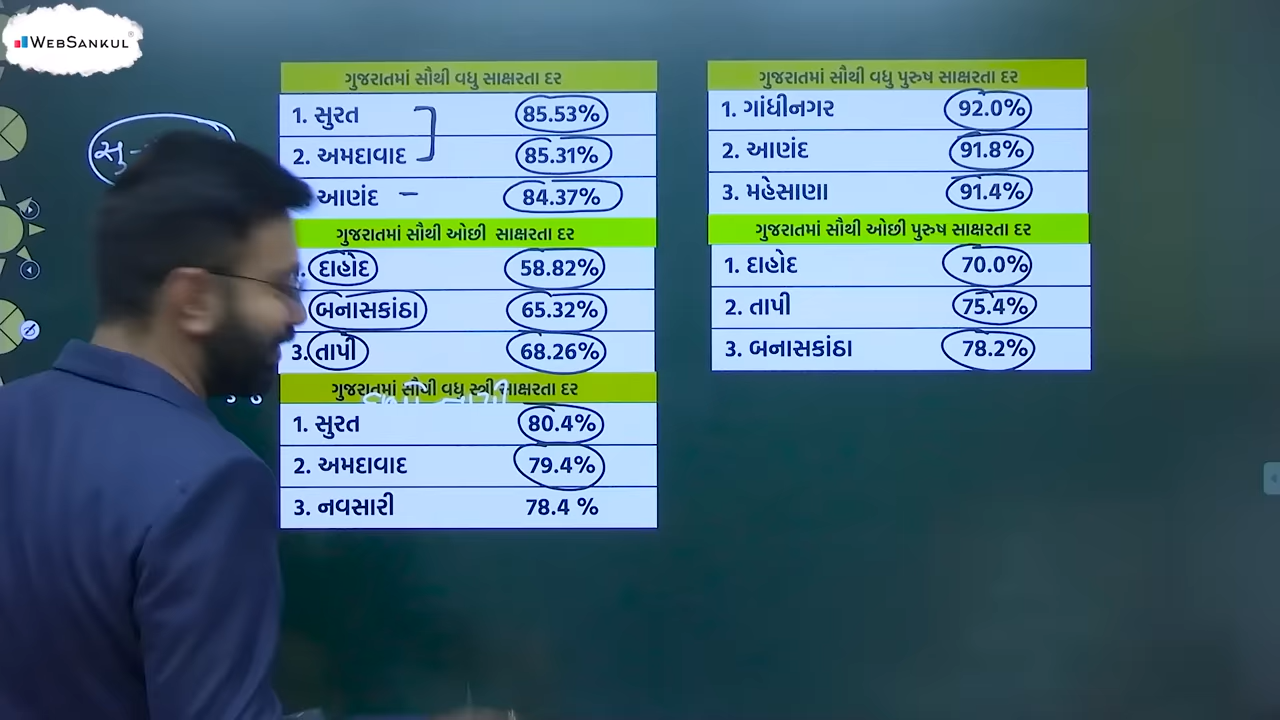 WEBSANKUL
ગુજરાતમાં સૌથી વધુ સાક્ષરતા દર
1. સુરત 85.53%
2. અમદાવાદ 85.31%
આણંદ 84.37%
ગુજરાતમાં સૌથી ઓછી સાક્ષરતા દર
દાહોદ 58.82%
બનાસકાંઠા 65.32%
3. તાપી 68.26%
ગુજરાતમાં સૌથી વધુ સ્ત્રી સાક્ષરતા દર
1. સુરત 80.4%
2. અમદાવાદ 79.4%
3. નવસારી 78.4 %
ગુજરાતમાં સૌથી વધુ પુરુષ સાક્ષરતા દર
1. ગાંધીનગર 92.0%
2. આણંદ 91.8%
3. મહેસાણા 91.4%
ગુજરાતમાં સૌથી ઓછી પુરુષ સાક્ષરતા દર
1. દાહોદ 70.0%
2. તાપી 75.4%
3. બનાસકાંઠા 78.2%